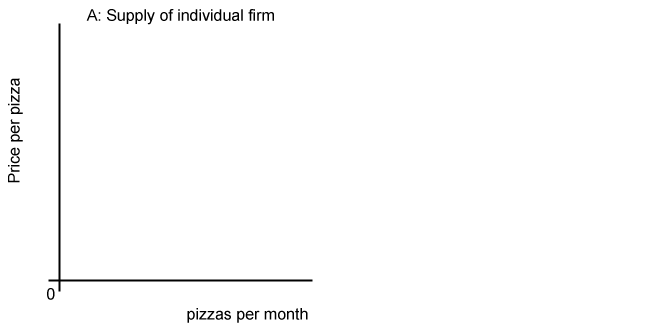 A: Supply of individual firm
Price per pizza
0
pizzas per month